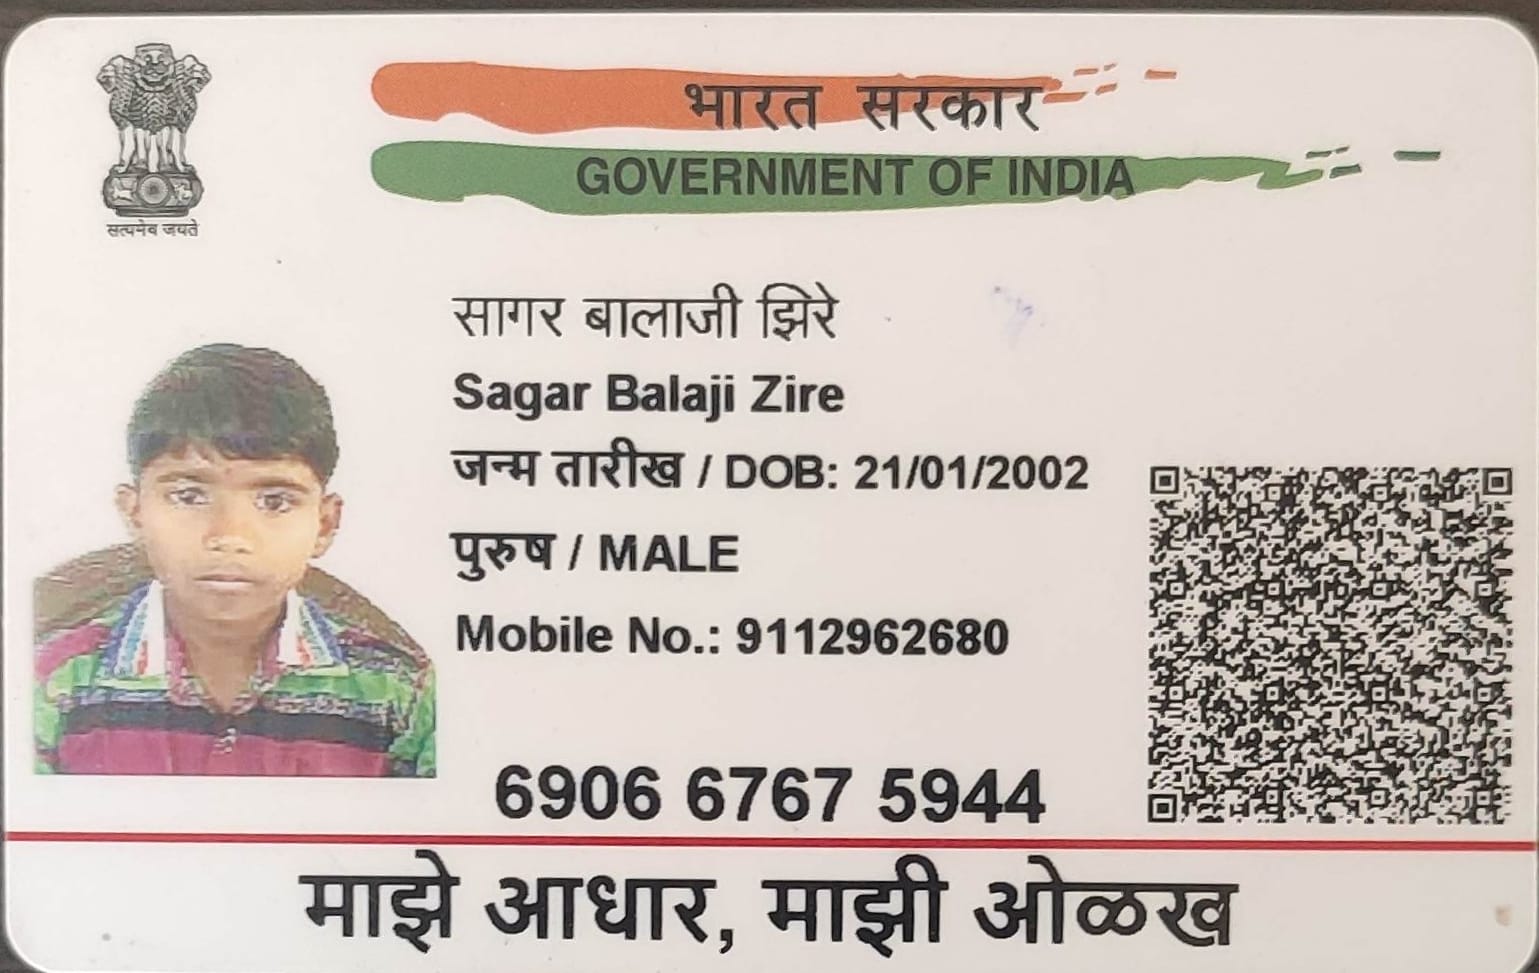 भारत सरकार
GOVERNMENT OF INDIA
सत्यमेव जयते
सागर बालाजी झिरे
Sagar Balaji Zire
जन्म तारीख / DOB: 21/01/2002
पुरुष / MALE
Mobile No.: 9112962680
6906 6767 5944
माझे आधार, माझी ओळख